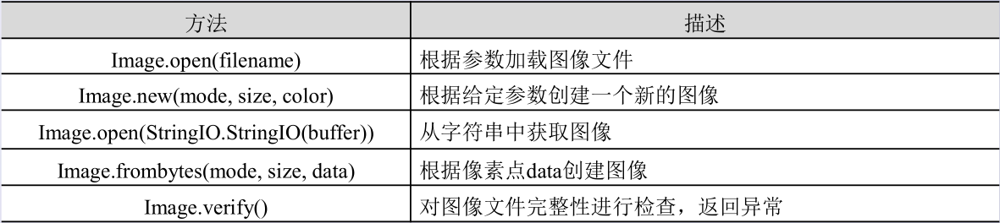 方法 描述
Image.open(filename) 根据参数加载图像文件
Image.new(mode, size, color) 根据给定参数创建一个新的图像
Image.open(StringIO.StringIO(buffer)) 从字符串中获取图像
Image.frombytes(mode, size, data) 根据像素点data创建图像
Image.verify() 对图像文件完整性进行检查，返回异常